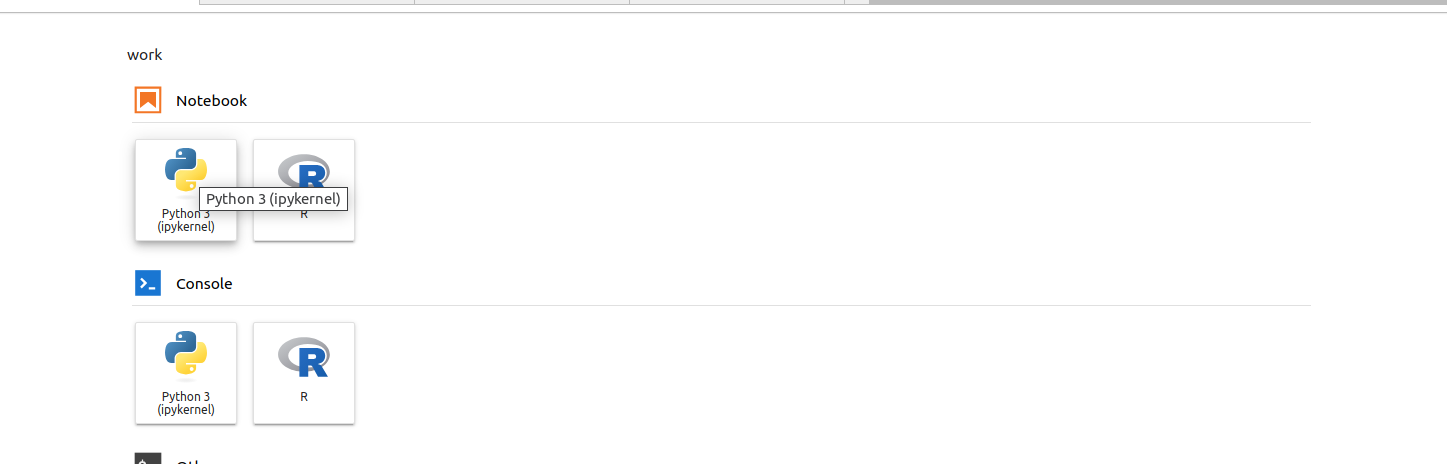 work
Notebook
Python 3
(ipykernel)
R
Python 3 (ipykernel)
Console
Python 3
(ipykernel)
R